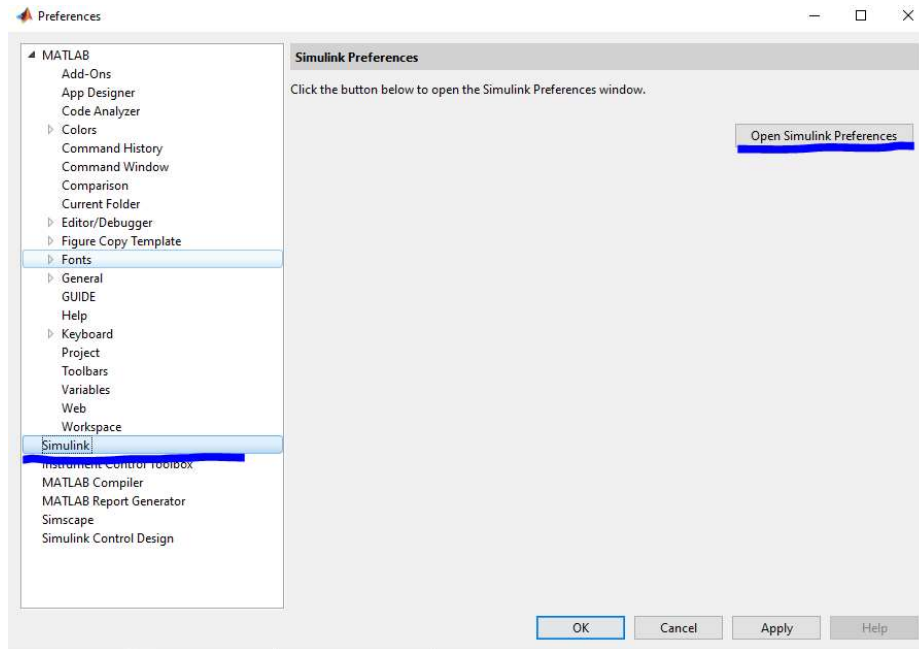 Preferences
MATLAB
Add-Ons
App Designer
Code Analyzer
Colors
Command History
Command Window
Comparison
Current Folder
Editor/Debugger
Figure Copy Template
Fonts
General
GUIDE
Help
Keyboard
Project
Toolbars
Variables
Web
Workspace
Simulink
Instrument Control Toolbox
MATLAB Compiler
MATLAB Report Generator
Simscape
Simulink Control Design
Simulink Preferences
Click the button below to open the Simulink Preferences window.
Open Simulink Preferences
OK Cancel Apply Help